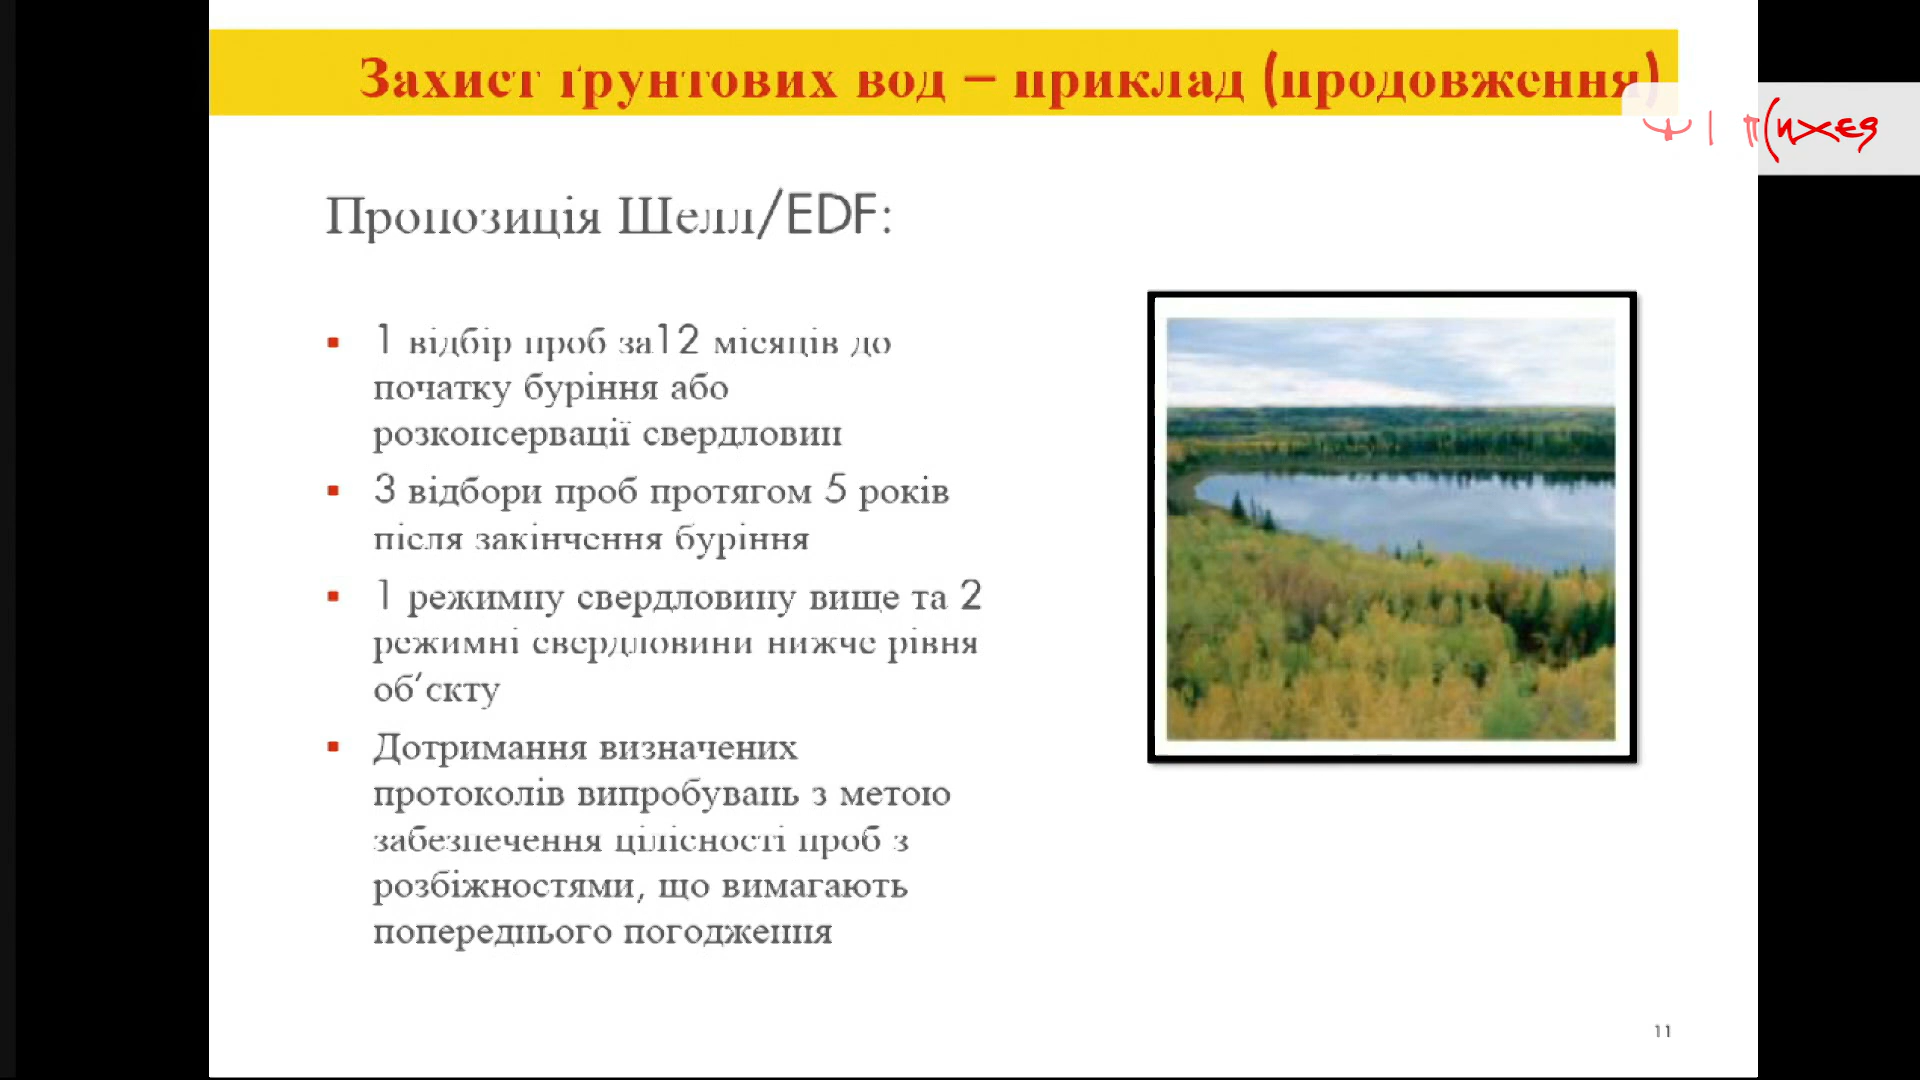 Захист ґрунтових вод – приклад (продовження)
Пропозиція Шелл/EDF:
▪ 1 відбір проб за12 місяців до
початку буріння або
розконсервації свердловин
▪ 3 відбори проб протягом 5 років
після закінчення буріння
▪ 1 режимну свердловину вище та 2
режимні свердловини нижче рівня
об’єкту
▪ Дотримання визначених
протоколів випробувань з метою
забезпечення цілісності проб з
розбіжностями, що вимагають
попереднього погодження
11